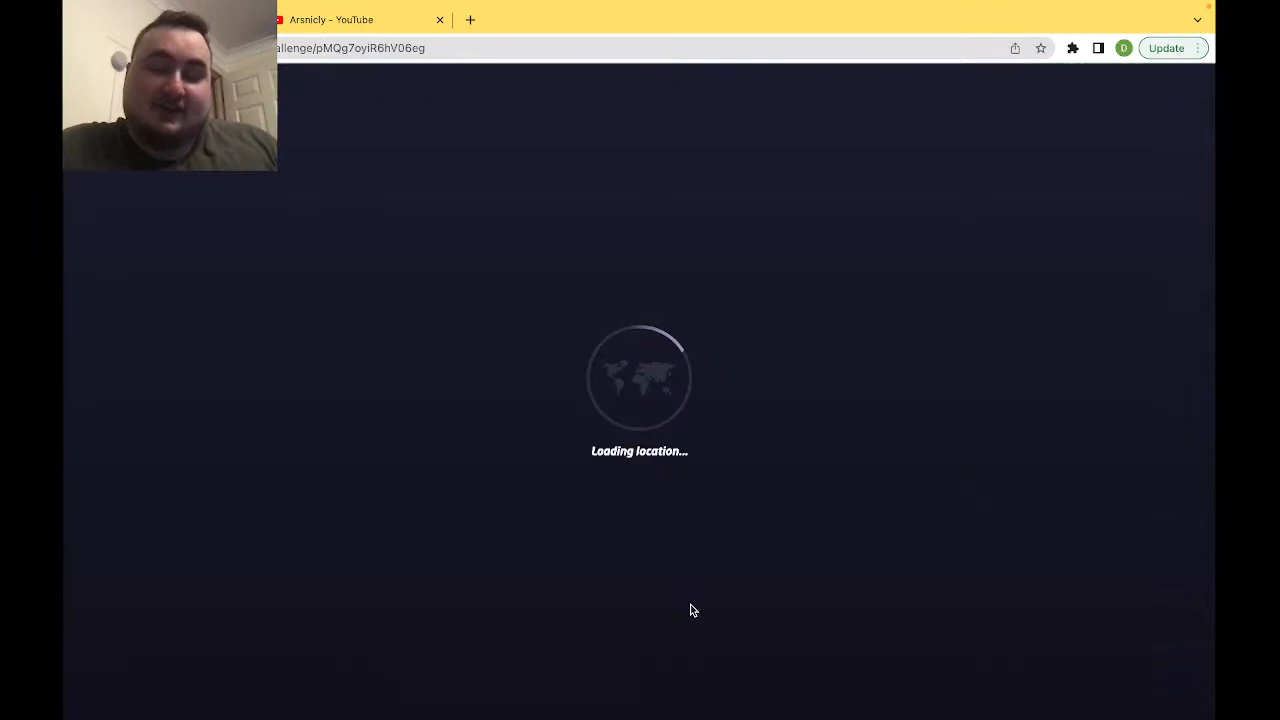 Arsnicly - YouTube
allenge/pMQg7oyiR6hV06eg
D
Update
Loading location...